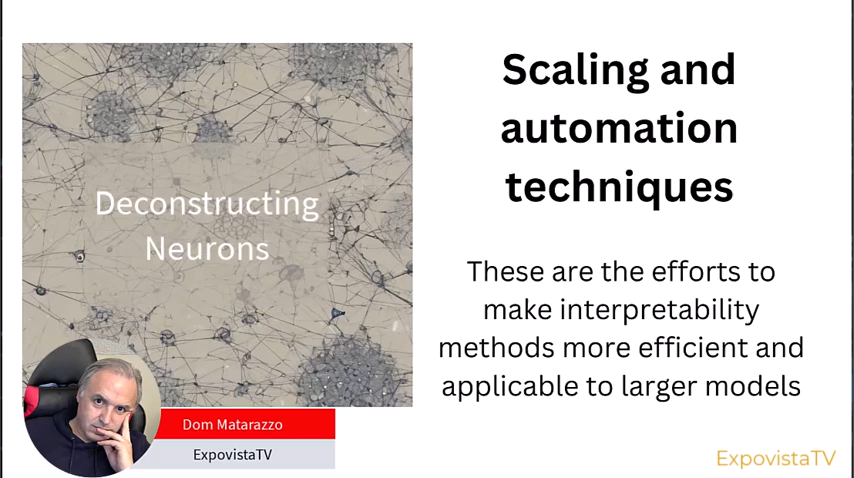 Deconstructing
Neurons
Dom Matarazzo
ExpovistaTV
Scaling and
automation
techniques
These are the efforts to
make interpretability
methods more efficient and
applicable to larger models
ExpovistaTV